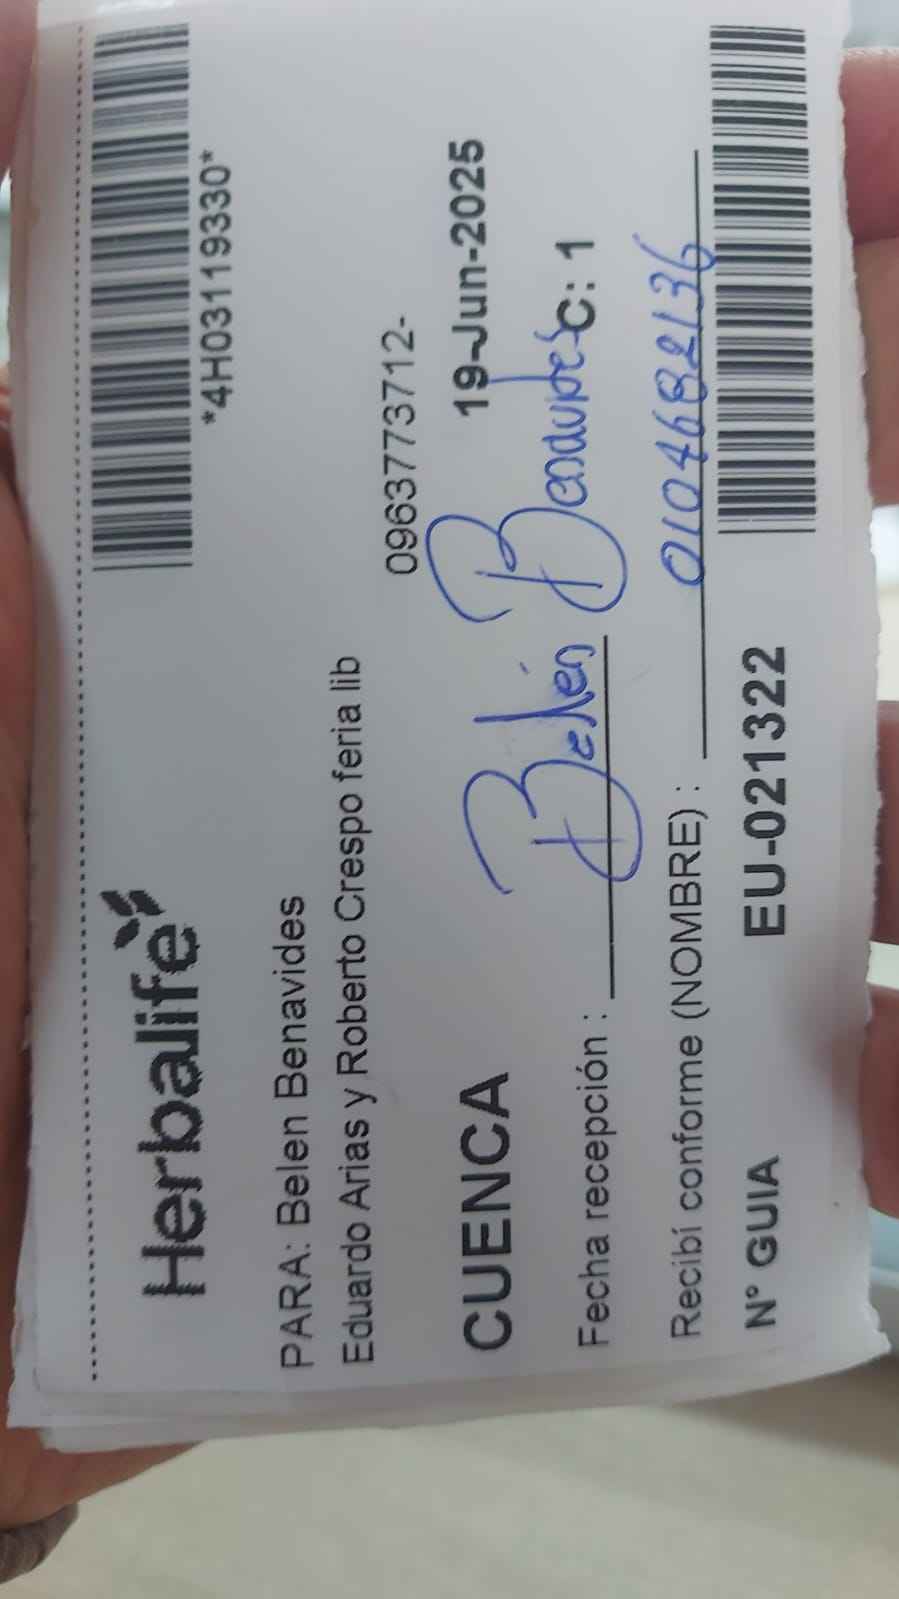 Herbalife
*4H03119330*
PARA: Belen Benavides
Eduardo Arias y Roberto Crespo feria lib
0963773712-
CUENCA 19-Jun-2025
Fecha recepción : Belén Benavides C: 1
Recibí conforme (NOMBRE) : 0104682136
N° GUIA EU-021322